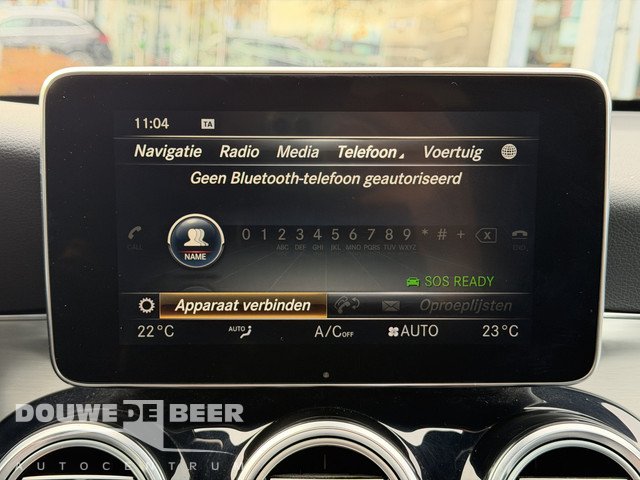 11:04 TA
Navigatie Radio Media Telefoon Voertuig
Geen Bluetooth-telefoon geautoriseerd
0 1 2 3 4 5 6 7 8 9 * # +
CALL ABC DEF GHI JKL MNO PQRS TUV WXYZ END
NAME
SOS READY
Apparaat verbinden Oproeplijsten
22°C AUTO A/C OFF AUTO 23°C
DOUWE DE BEER
AUTOCENTRUM